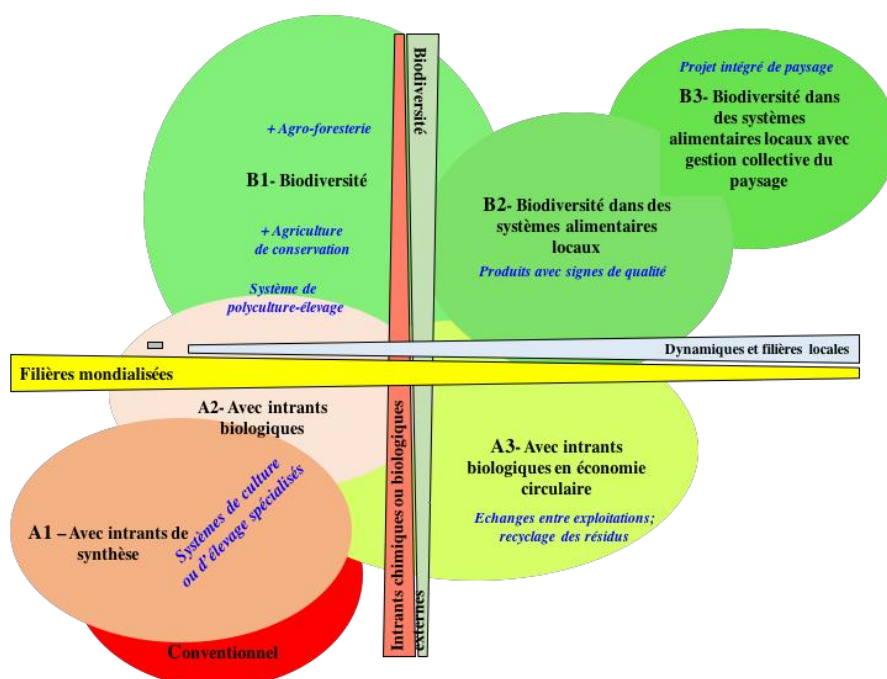 Projet intégré de paysage
B3- Biodiversité dans
des systèmes
alimentaires locaux avec
gestion collective du
paysage
Biodiversité
+ Agro-foresterie
B1- Biodiversité
+ Agriculture
de conservation
Système de
polyculture-élevage
B2- Biodiversité dans des
systèmes alimentaires
locaux
Produits avec signes de qualité
Dynamiques et filières locales
Filières mondialisées
A2- Avec intrants
biologiques
Intrants chimiques ou biologiques
externes
A3- Avec intrants
biologiques en économie
circulaire
Echanges entre exploitations;
recyclage des résidus
A1 – Avec intrants de
synthèse
Systèmes de culture
ou d'élevage spécialisés
Conventionnel